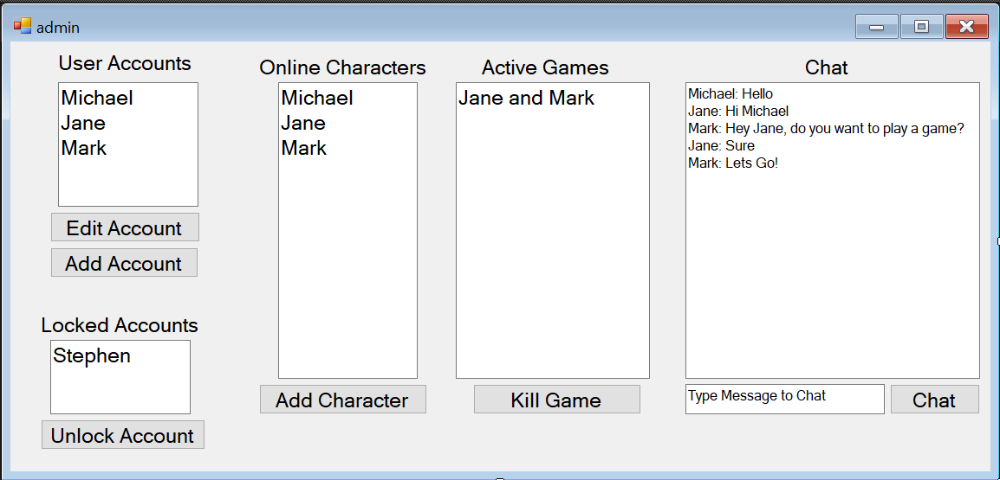 admin
User Accounts
Michael
Jane
Mark
Edit Account
Add Account
Locked Accounts
Stephen
Unlock Account
Online Characters
Michael
Jane
Mark
Add Character
Active Games
Jane and Mark
Kill Game
Chat
Michael: Hello
Jane: Hi Michael
Mark: Hey Jane, do you want to play a game?
Jane: Sure
Mark: Lets Go!
Type Message to Chat
Chat